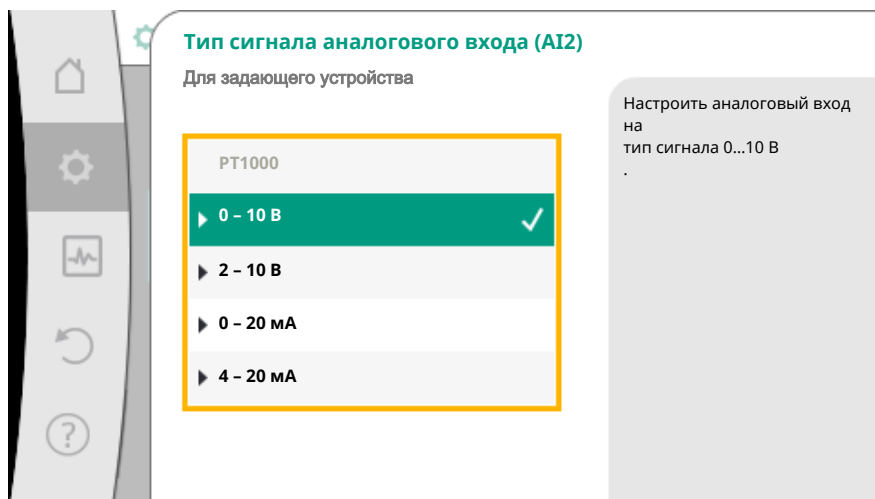 Тип сигнала аналогового входа (AI2)
Для задающего устройства
PT1000
0 – 10 В
2 – 10 В
0 – 20 мА
4 – 20 мА
Настроить аналоговый вход
на
тип сигнала 0...10 В
.
?